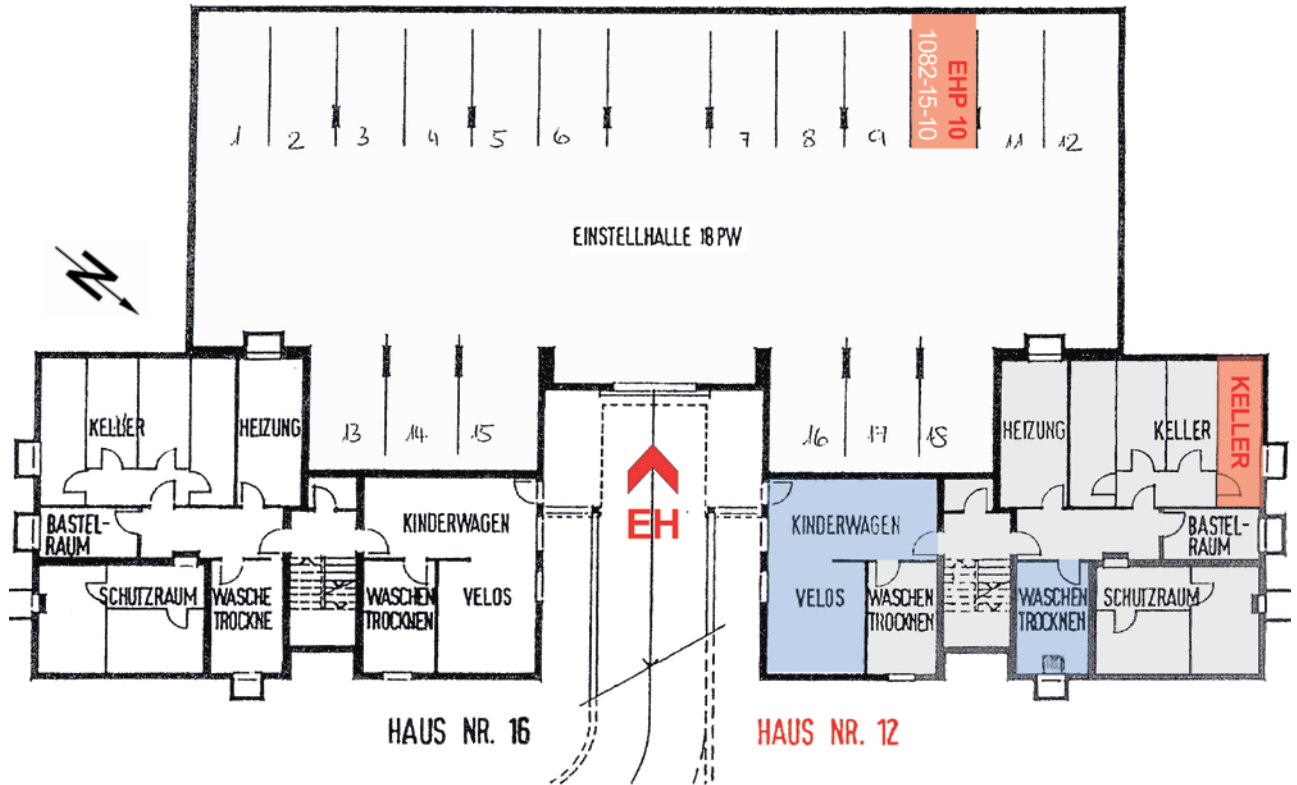 EHP 10
1082-15-10
1 2 3 4 5 6 7 8 9 11 12
EINSTELLHALLE 18 PW
N
13 14. 15 16 17 18
KELLER
HEIZUNG
HEIZUNG
KELLER
KELLER
EH
KINDERWAGEN
KINDERWAGEN
BASTEL-
RAUM
BASTEL-
RAUM
SCHUTZRAUM
WASCHE
TROCKNE
WASCHEN
TROCKNEN
VELOS
VELOS
WASCHEN
TROCKNEN
WASCHEN
TROCKNEN
SCHUTZRAUM
HAUS NR. 16
HAUS NR. 12